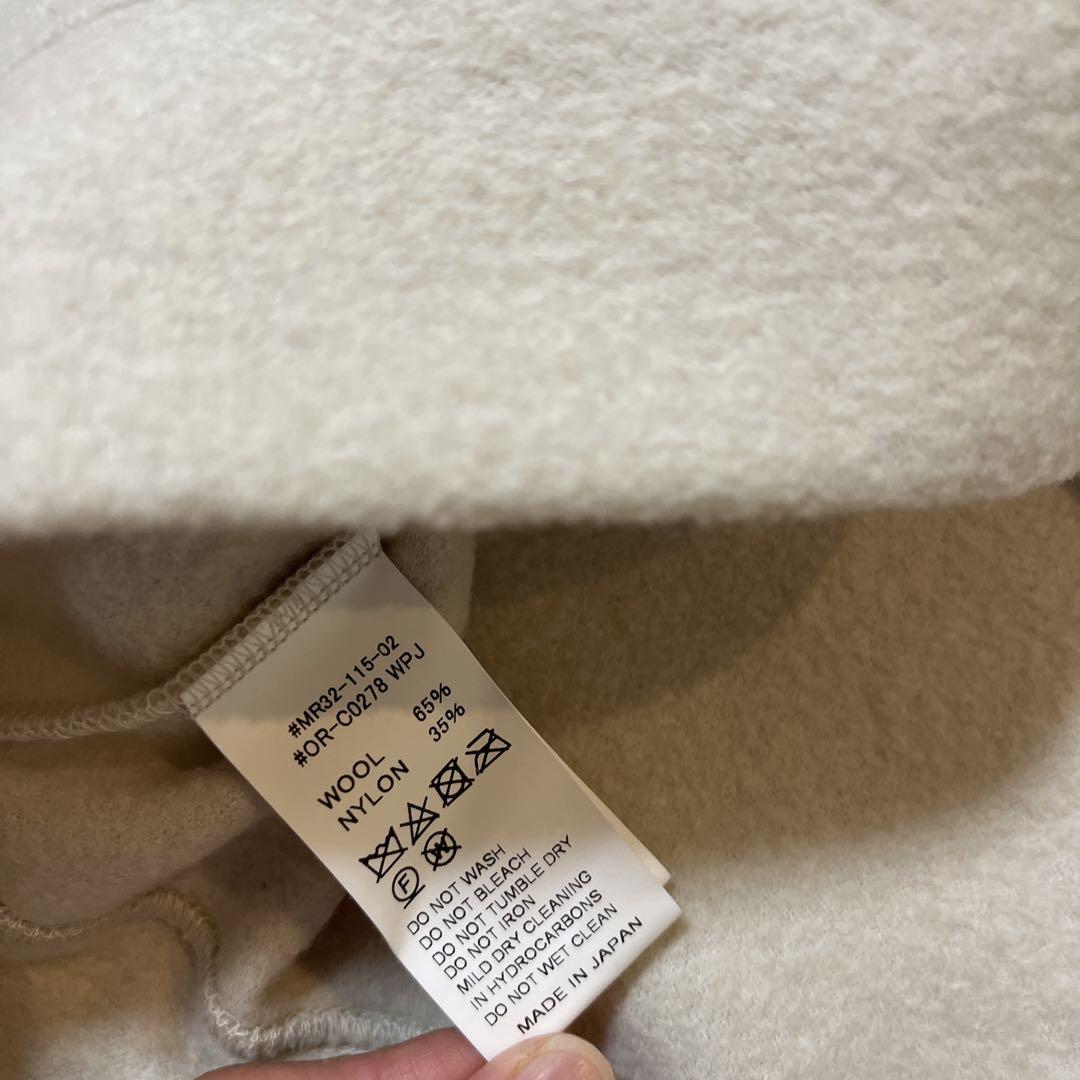 #MR32-115-02
#OR-C0278 WPJ
WOOL 65%
NYLON 35%
F W
DO NOT WASH
DO NOT BLEACH
DO NOT TUMBLE DRY
DO NOT IRON
MILD DRY CLEANING
IN HYDROCARBONS
DO NOT WET CLEAN
MADE IN JAPAN